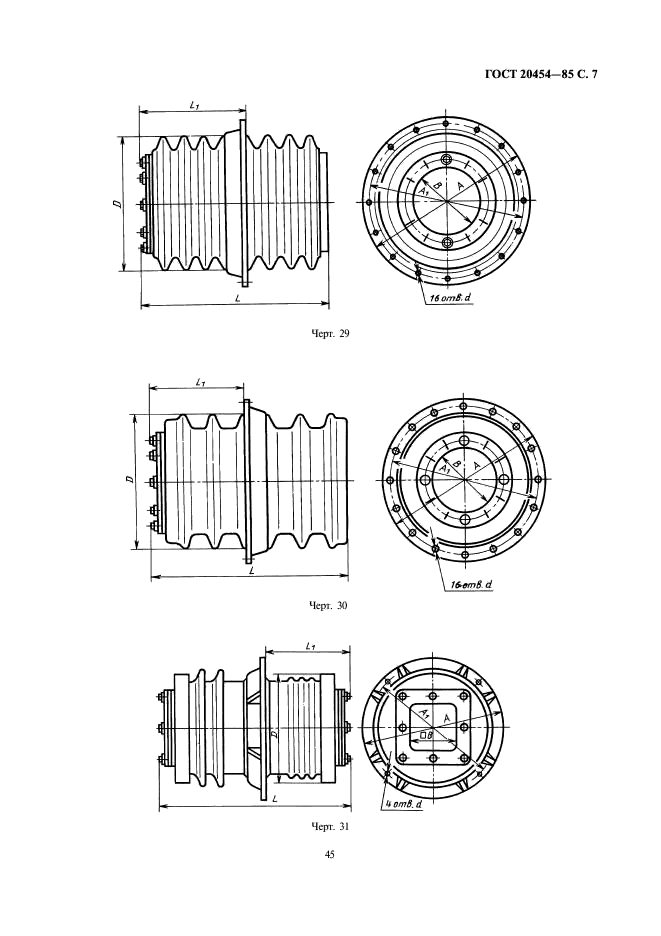 ГОСТ 20454—85 С. 7
L₁
D
L
A₁
B
A
16 отв. d
Черт. 29
L₁
D
L
A₁
B
A
16 отв. d
Черт. 30
L₁
D
L
A₁
A
□B
4 отв. d
Черт. 31
45